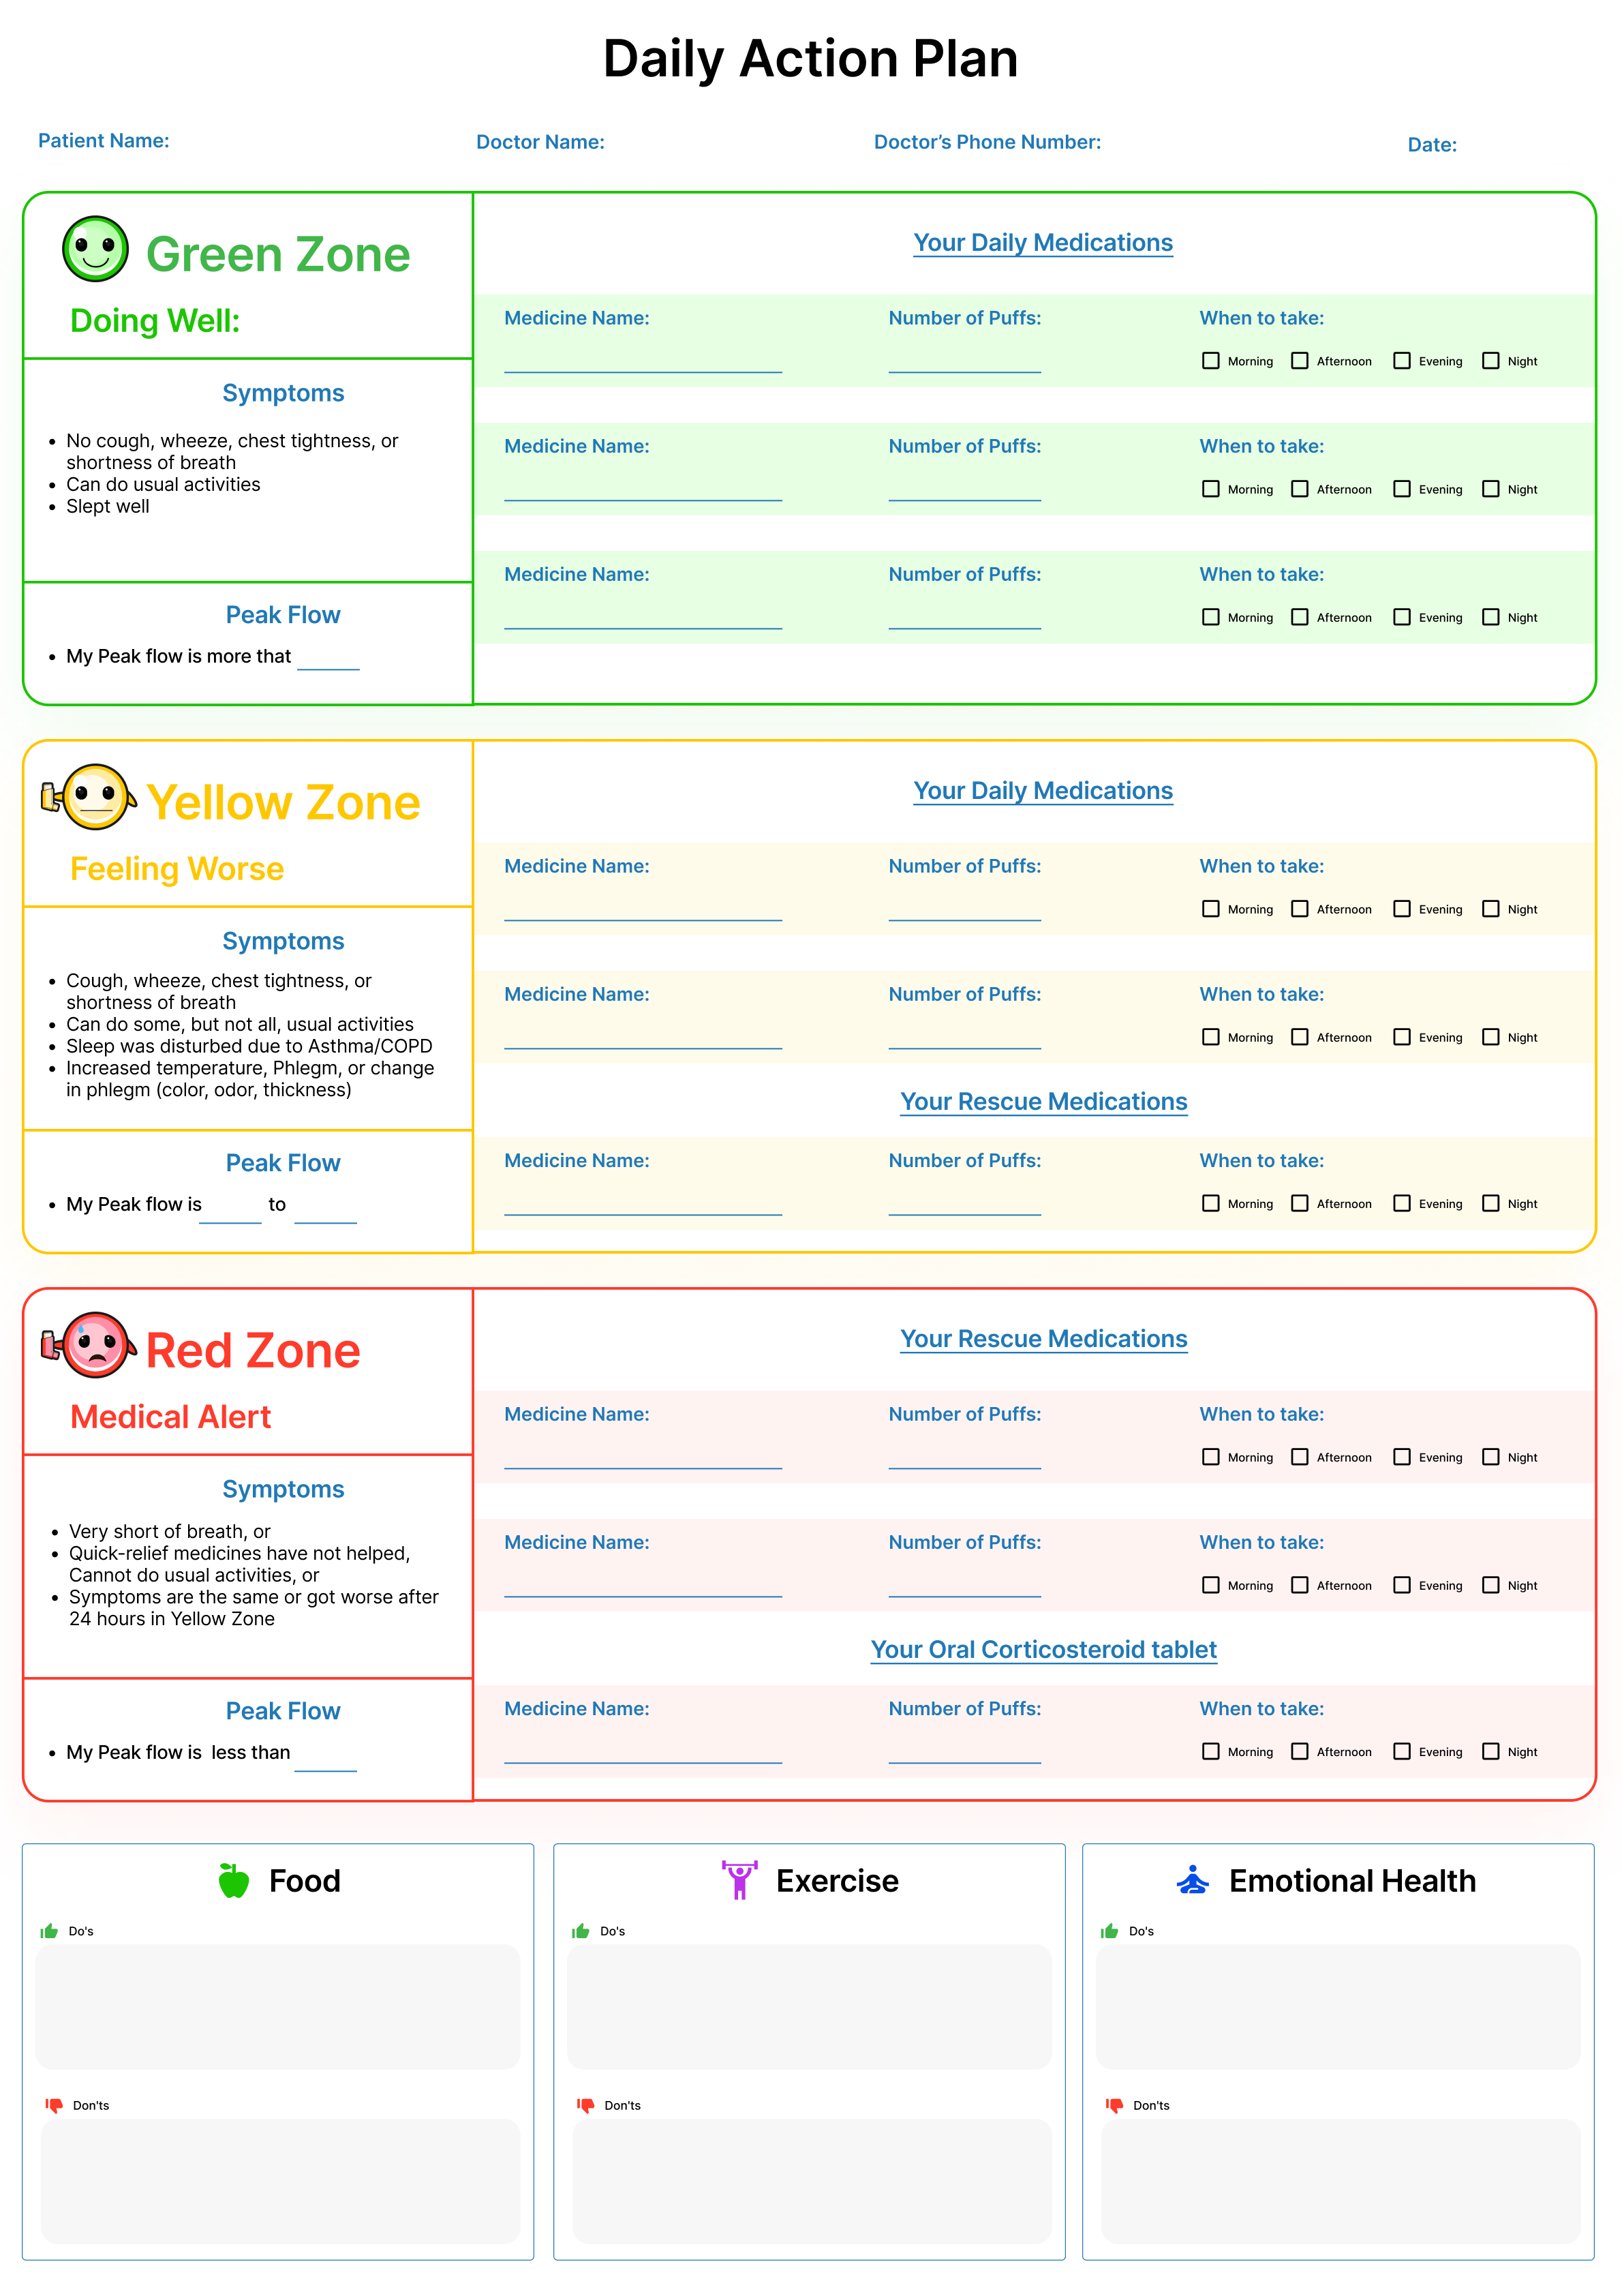 Daily Action Plan
Patient Name:
Doctor Name:
Doctor’s Phone Number:
Date:
Green Zone
Doing Well:
Symptoms
• No cough, wheeze, chest tightness, or
shortness of breath
• Can do usual activities
• Slept well
Peak Flow
• My Peak flow is more that
Your Daily Medications
Medicine Name: Number of Puffs: When to take:
Morning Afternoon Evening Night
Medicine Name: Number of Puffs: When to take:
Morning Afternoon Evening Night
Medicine Name: Number of Puffs: When to take:
Morning Afternoon Evening Night
Yellow Zone
Feeling Worse
Symptoms
• Cough, wheeze, chest tightness, or
shortness of breath
• Can do some, but not all, usual activities
• Sleep was disturbed due to Asthma/COPD
• Increased temperature, Phlegm, or change
in phlegm (color, odor, thickness)
Peak Flow
• My Peak flow is to
Your Daily Medications
Medicine Name: Number of Puffs: When to take:
Morning Afternoon Evening Night
Medicine Name: Number of Puffs: When to take:
Morning Afternoon Evening Night
Your Rescue Medications
Medicine Name: Number of Puffs: When to take:
Morning Afternoon Evening Night
Red Zone
Medical Alert
Symptoms
• Very short of breath, or
• Quick-relief medicines have not helped,
Cannot do usual activities, or
• Symptoms are the same or got worse after
24 hours in Yellow Zone
Peak Flow
• My Peak flow is less than
Your Rescue Medications
Medicine Name: Number of Puffs: When to take:
Morning Afternoon Evening Night
Medicine Name: Number of Puffs: When to take:
Morning Afternoon Evening Night
Your Oral Corticosteroid tablet
Medicine Name: Number of Puffs: When to take:
Morning Afternoon Evening Night
Food
Do's
Don'ts
Exercise
Do's
Don'ts
Emotional Health
Do's
Don'ts